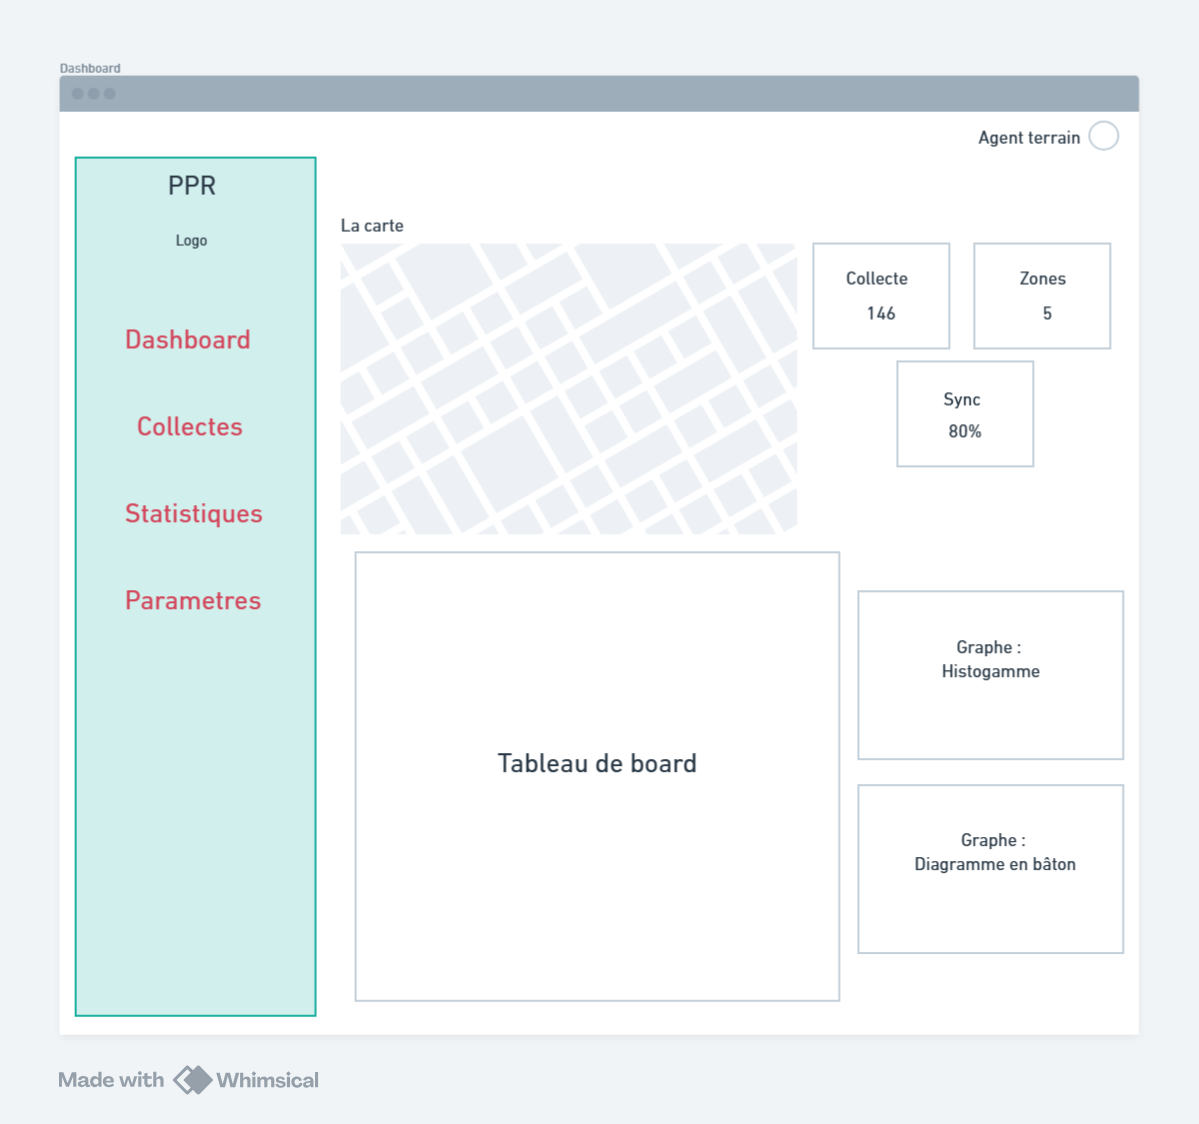 Dashboard
Agent terrain
PPR
Logo
Dashboard
Collectes
Statistiques
Parametres
La carte
Collecte
146
Zones
5
Sync
80%
Tableau de board
Graphe :
Histogamme
Graphe :
Diagramme en bâton
Made with Whimsical